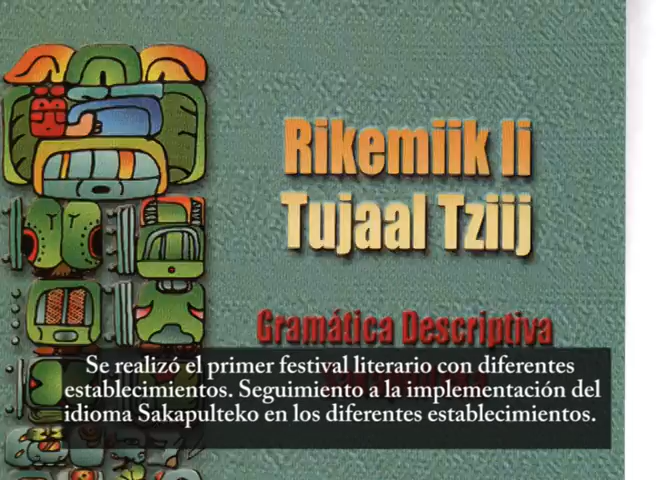 Rikemiik li
Tujaal Tziij
Gramática Descriptiva
Se realizó el primer festival literario con diferentes
establecimientos. Seguimiento a la implementación del
idioma Sakapulteko en los diferentes establecimientos.